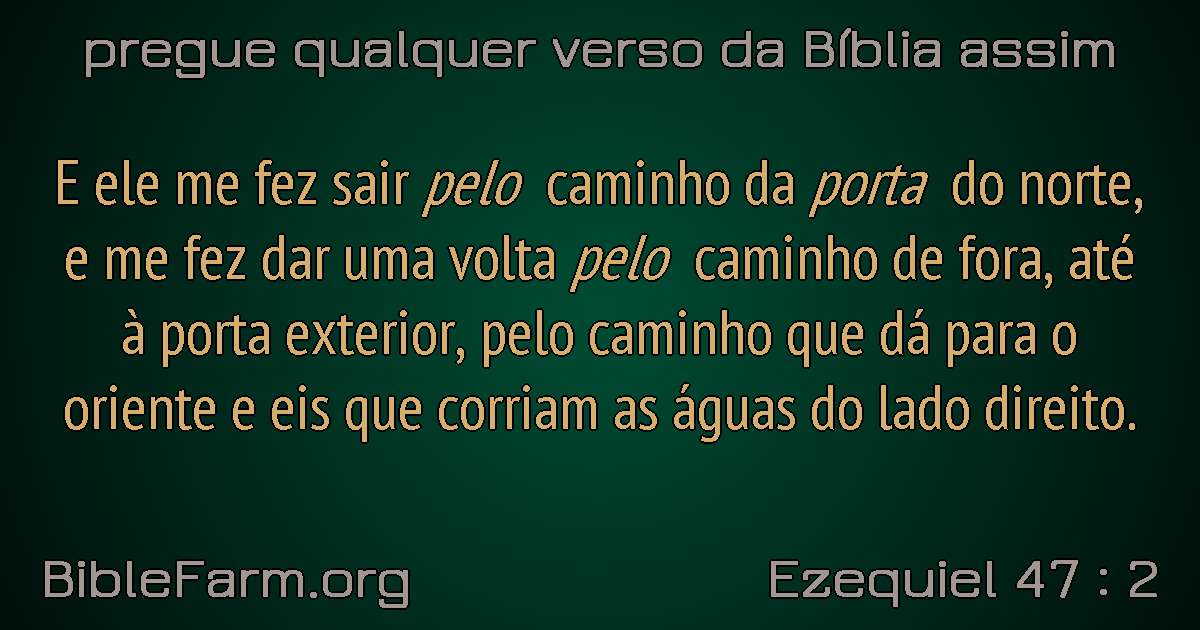 pregue qualquer verso da Bíblia assim
E ele me fez sair pelo caminho da porta do norte,
e me fez dar uma volta pelo caminho de fora, até
à porta exterior, pelo caminho que dá para o
oriente e eis que corriam as águas do lado direito.
BibleFarm.org
Ezequiel 47 : 2